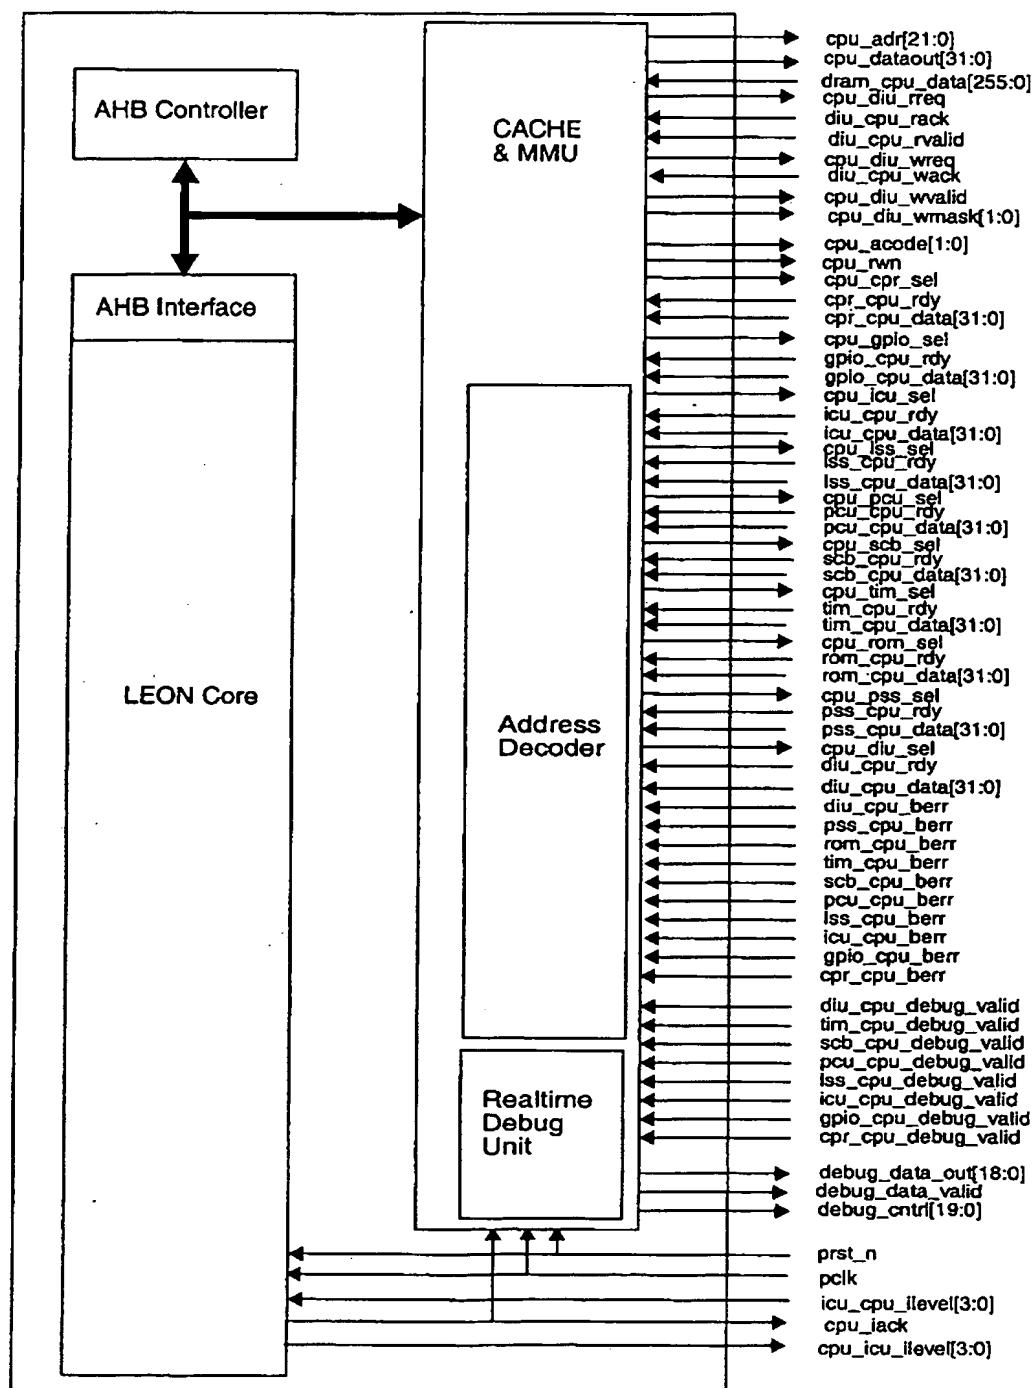 AHB Controller
AHB Interface
LEON Core
CACHE
& MMU
Address
Decoder
Realtime
Debug
Unit
cpu_adr[21:0]
cpu_dataout[31:0]
dram_cpu_data[255:0]
cpu_diu_rreq
diu_cpu_rack
diu_cpu_rvalid
cpu_diu_wreq
diu_cpu_wack
cpu_diu_wvalid
cpu_diu_wmask[1:0]
cpu_acode[1:0]
cpu_rwn
cpu_cpr_sel
cpr_cpu_rdy
cpr_cpu_data[31:0]
cpu_gpio_sel
gpio_cpu_rdy
gpio_cpu_data[31:0]
cpu_icu_sel
icu_cpu_rdy
icu_cpu_data[31:0]
cpu_lss_sel
lss_cpu_rdy
lss_cpu_data[31:0]
cpu_pcu_sel
pcu_cpu_rdy
pcu_cpu_data[31:0]
cpu_scb_sel
scb_cpu_rdy
scb_cpu_data[31:0]
cpu_tim_sel
tim_cpu_rdy
tim_cpu_data[31:0]
cpu_rom_sel
rom_cpu_rdy
rom_cpu_data[31:0]
cpu_pss_sel
pss_cpu_rdy
pss_cpu_data[31:0]
cpu_diu_sel
diu_cpu_rdy
diu_cpu_data[31:0]
diu_cpu_berr
pss_cpu_berr
rom_cpu_berr
tim_cpu_berr
scb_cpu_berr
pcu_cpu_berr
lss_cpu_berr
icu_cpu_berr
gpio_cpu_berr
cpr_cpu_berr
diu_cpu_debug_valid
tim_cpu_debug_valid
scb_cpu_debug_valid
pcu_cpu_debug_valid
lss_cpu_debug_valid
icu_cpu_debug_valid
gpio_cpu_debug_valid
cpr_cpu_debug_valid
debug_data_out[18:0]
debug_data_valid
debug_cntrl[19:0]
prst_n
pclk
icu_cpu_ilevel[3:0]
cpu_iack
cpu_icu_ilevel[3:0]